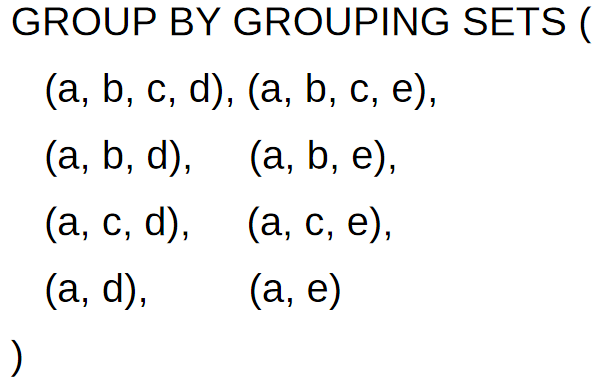 GROUP BY GROUPING SETS (
(a, b, c, d), (a, b, c, e),
(a, b, d), (a, b, e),
(a, c, d), (a, c, e),
(a, d), (a, e)
)